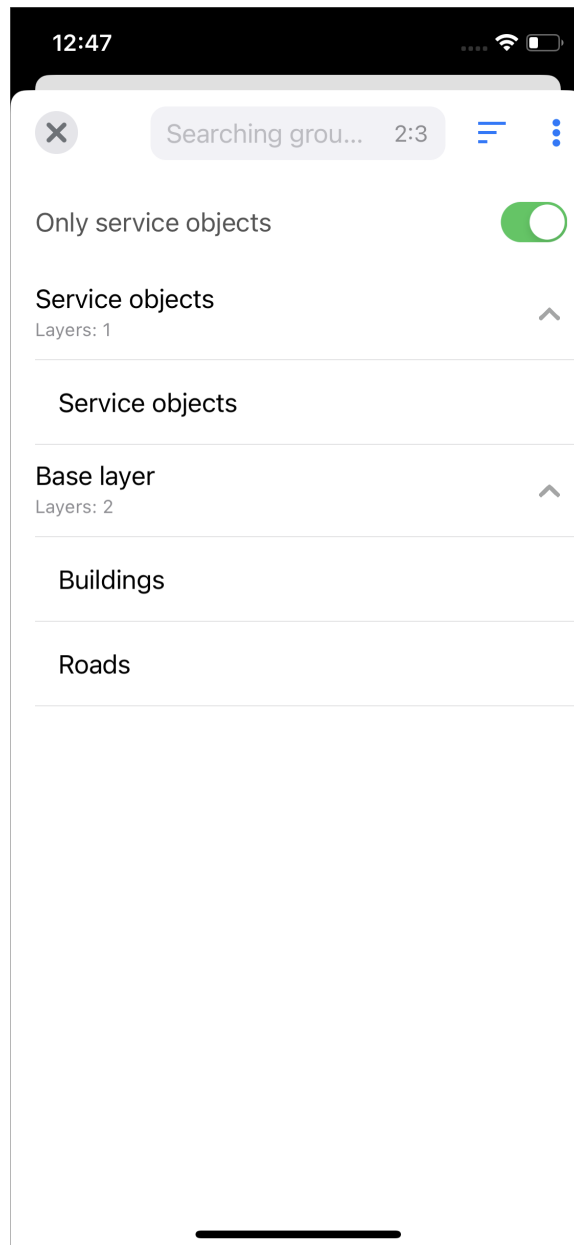 12:47
Searching grou... 2:3
Only service objects
Service objects
Layers: 1
Service objects
Base layer
Layers: 2
Buildings
Roads